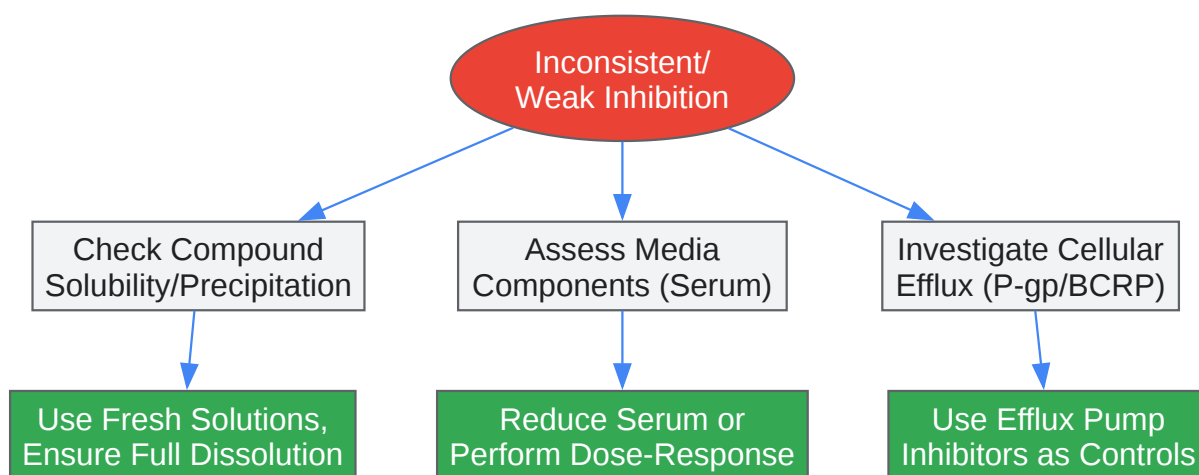 Inconsistent/
Weak Inhibition
Check Compound
Solubility/Precipitation
Assess Media
Components (Serum)
Investigate Cellular
Efflux (P-gp/BCRP)
Use Fresh Solutions,
Ensure Full Dissolution
Reduce Serum or
Perform Dose-Response
Use Efflux Pump
Inhibitors as Controls